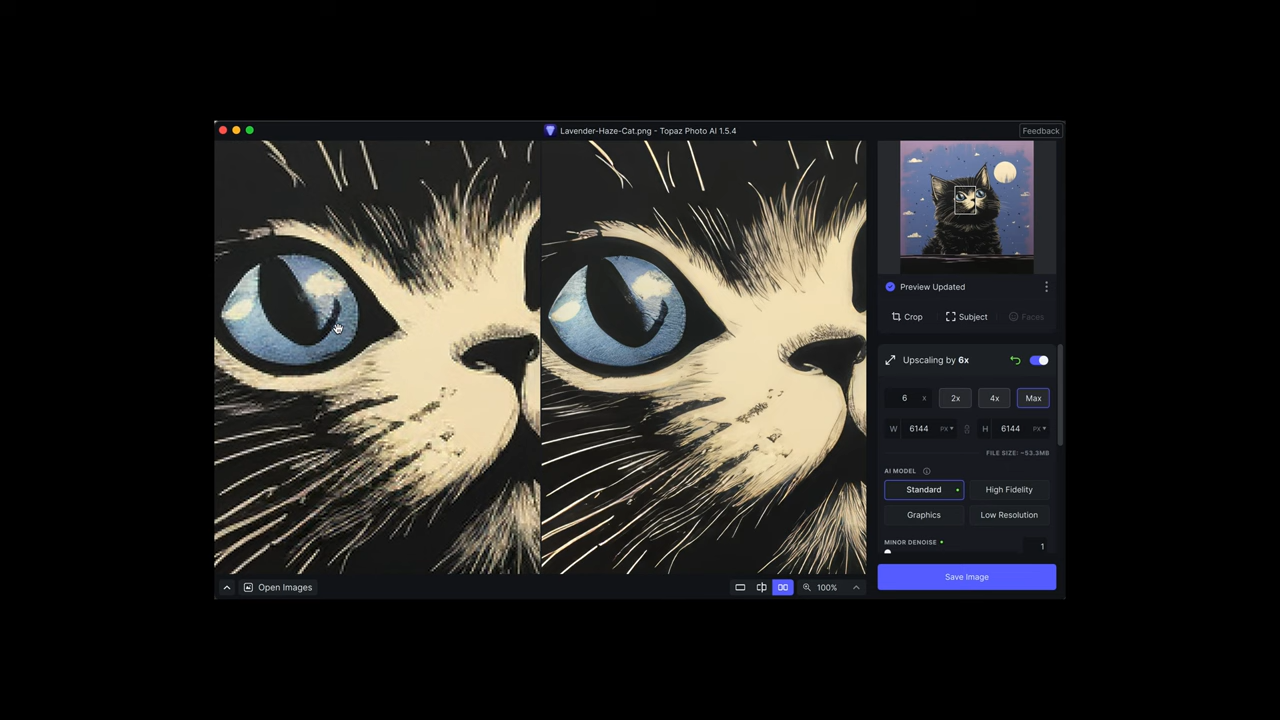 Lavender-Haze-Cat.png - Topaz Photo AI 1.5.4
Feedback
Preview Updated
Crop
Subject
Faces
Upscaling by 6x
6 x
2x
4x
Max
W 6144 PX
H 6144 PX
FILE SIZE: ~53.3MB
AI MODEL
Standard
High Fidelity
Graphics
Low Resolution
MINOR DENOISE
1
Open Images
100%
Save Image